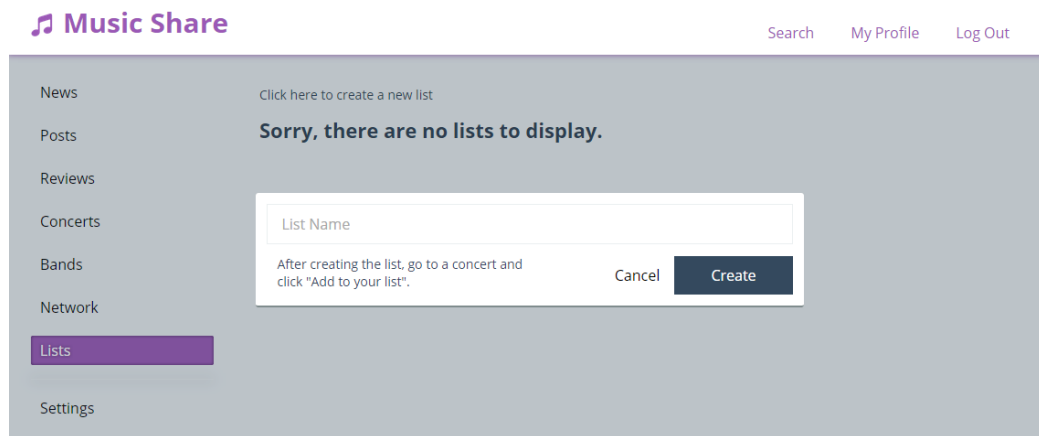 Music Share
Search
My Profile
Log Out
News
Posts
Reviews
Concerts
Bands
Network
Lists
Settings
Click here to create a new list
Sorry, there are no lists to display.
List Name
After creating the list, go to a concert and
click "Add to your list".
Cancel
Create